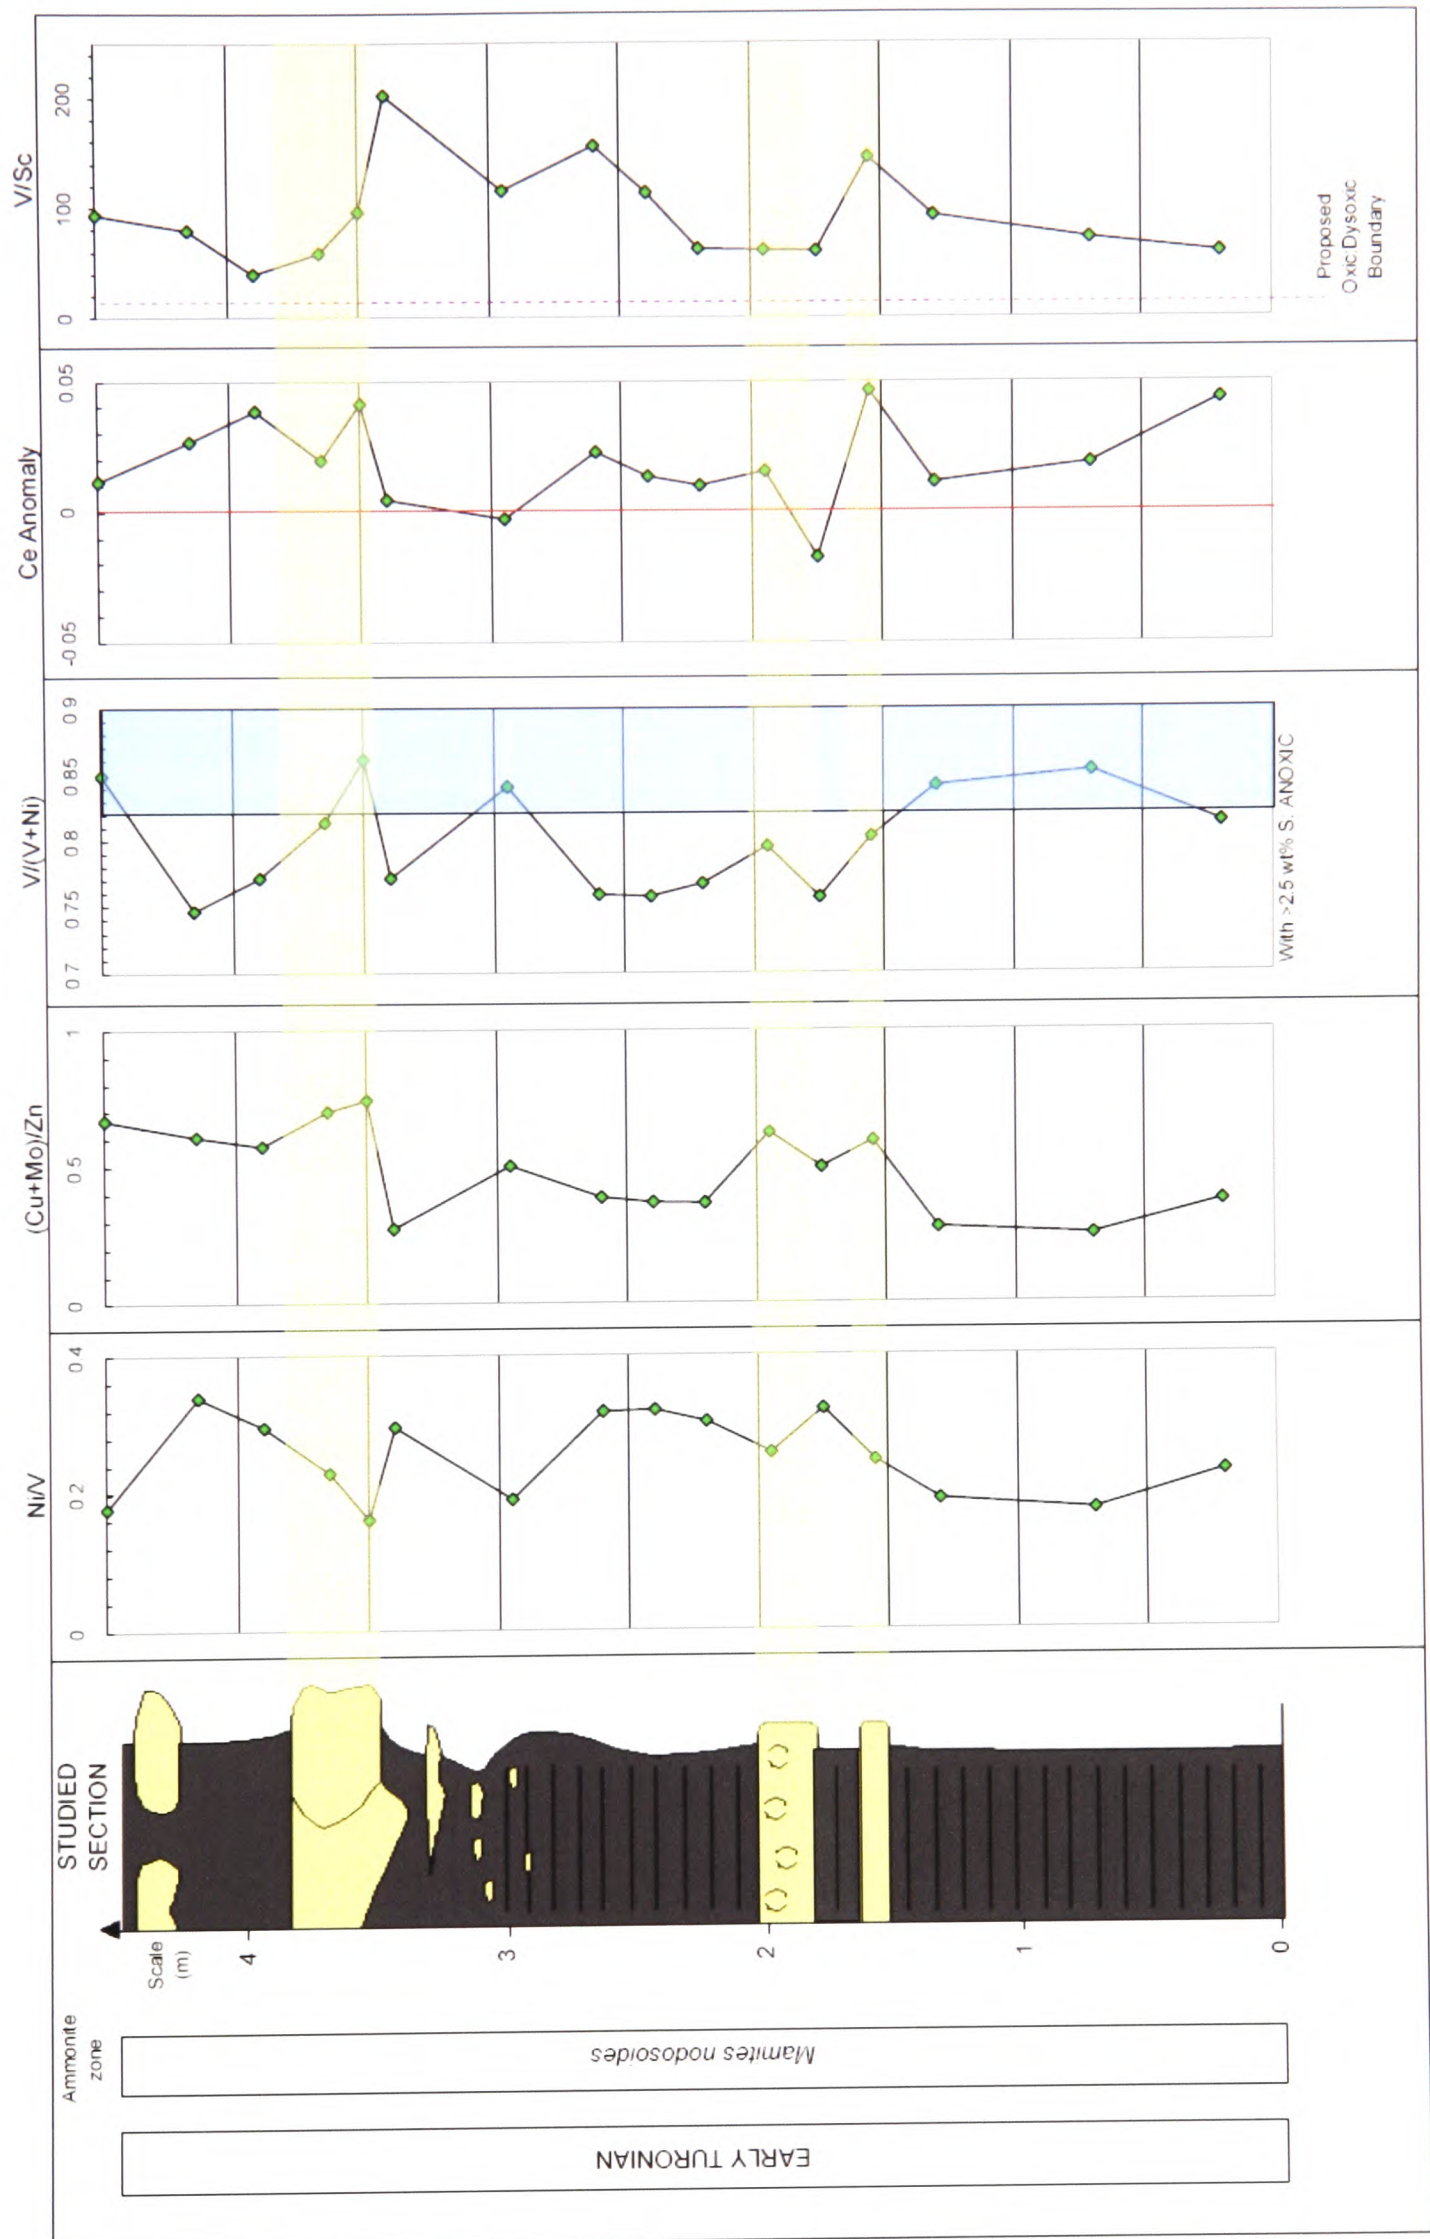 Ammonite
zone
STUDIED
SECTION
Ni/V
(Cu+Mo)/Zn
V/(V+Ni)
Ce Anomaly
V/Sc
0
0.2
0.4
0
0.5
1
0.7
0.75
0.8
0.85
0.9
-0.05
0
0.05
0
100
200
Scale
(m)
4
3
2
1
0
EARLY TURONIAN
Mamites nodosoides
With >2.5 wt% S. ANOXIC
Proposed
Oxic:Dysoxic
Boundary